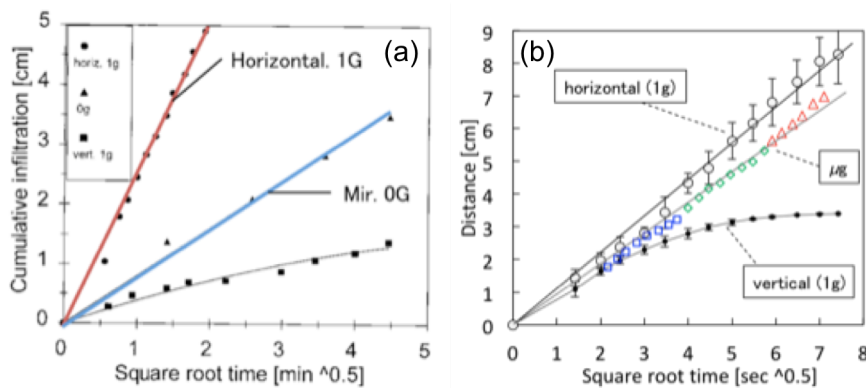 (a)
Cumulative infiltration [cm]
5
4
3
2
1
0
horiz. 1g
0g
vert. 1g
Horizontal. 1G
Mir. 0G
0 1 2 3 4 5
Square root time [min ^0.5]
(b)
Distance [cm]
9
8
7
6
5
4
3
2
1
0
horizontal (1g)
μg
vertical (1g)
0 1 2 3 4 5 6 7 8
Square root time [sec ^0.5]